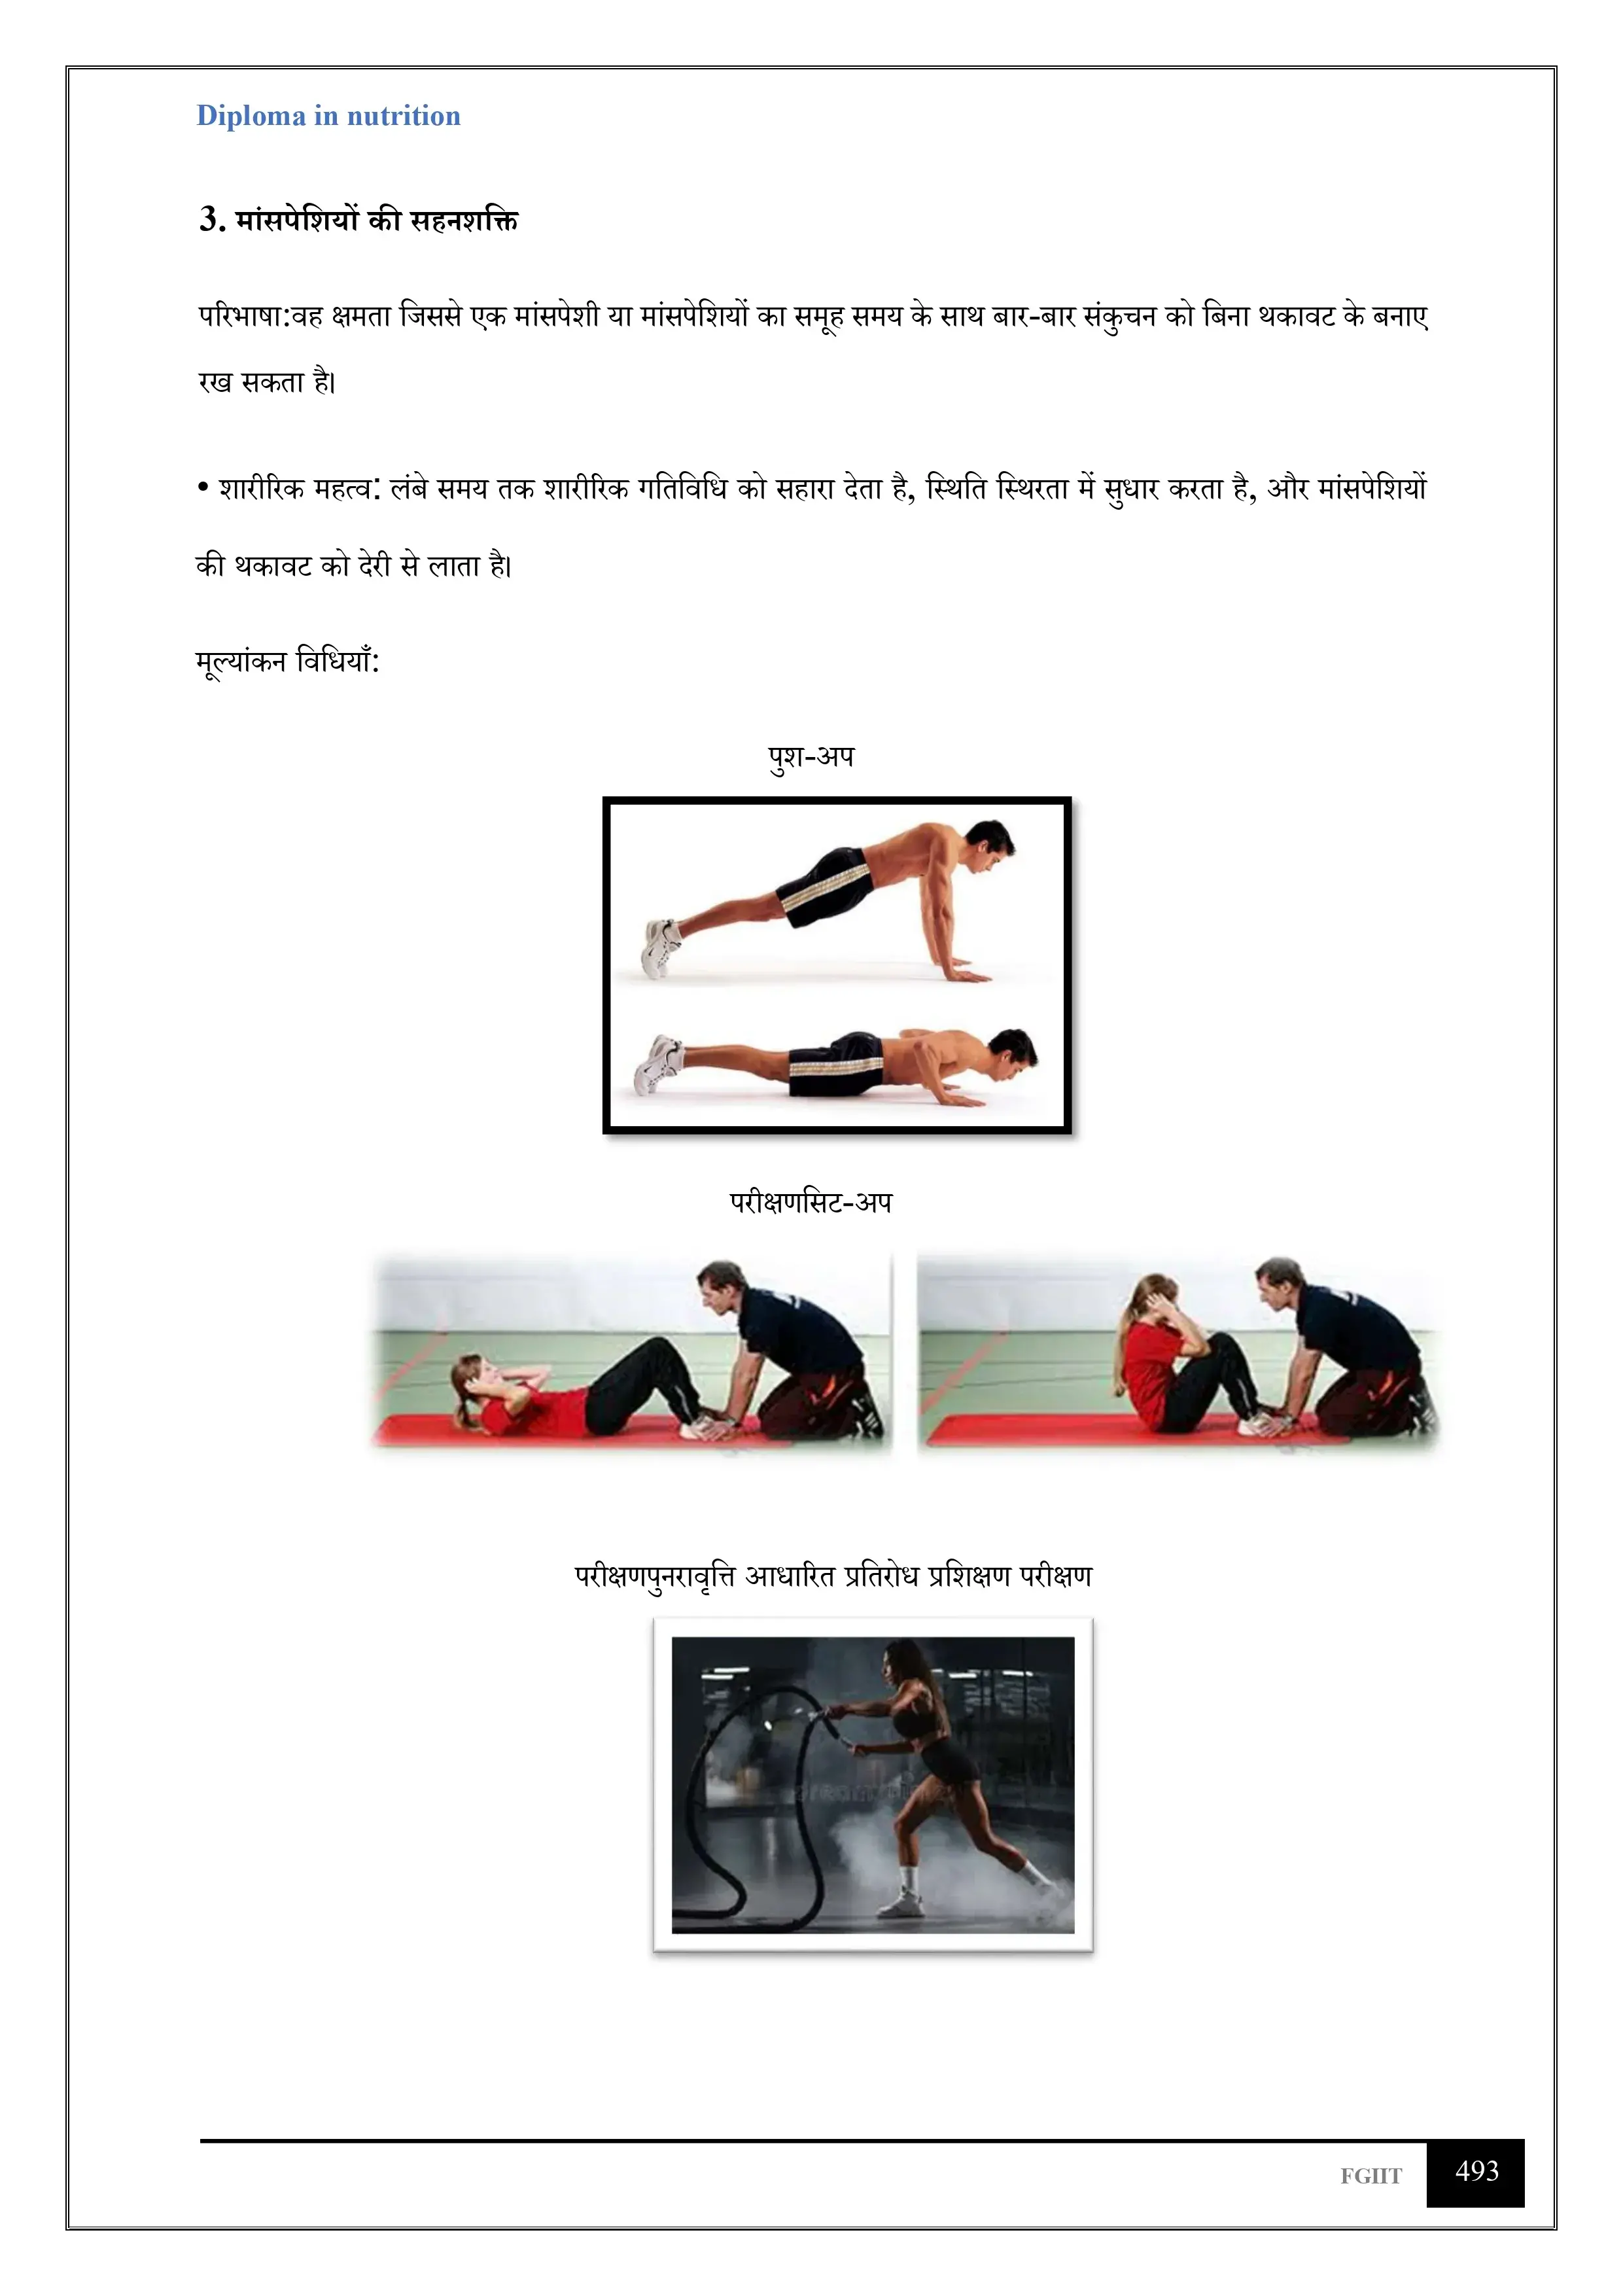 Diploma in nutrition
3. मांसपेशियों की सहनशक्ति
परिभाषा:वह क्षमता जिससे एक मांसपेशी या मांसपेशियों का समूह समय के साथ बार-बार संकुचन को बिना थकावट के बनाए
रख सकता है।
• शारीरिक महत्व: लंबे समय तक शारीरिक गतिविधि को सहारा देता है, स्थिति स्थिरता में सुधार करता है, और मांसपेशियों
की थकावट को देरी से लाता है।
मूल्यांकन विधियाँ:
पुश-अप
परीक्षणसिट-अप
परीक्षणपुनरावृत्ति आधारित प्रतिरोध प्रशिक्षण परीक्षण
FGIIT 493